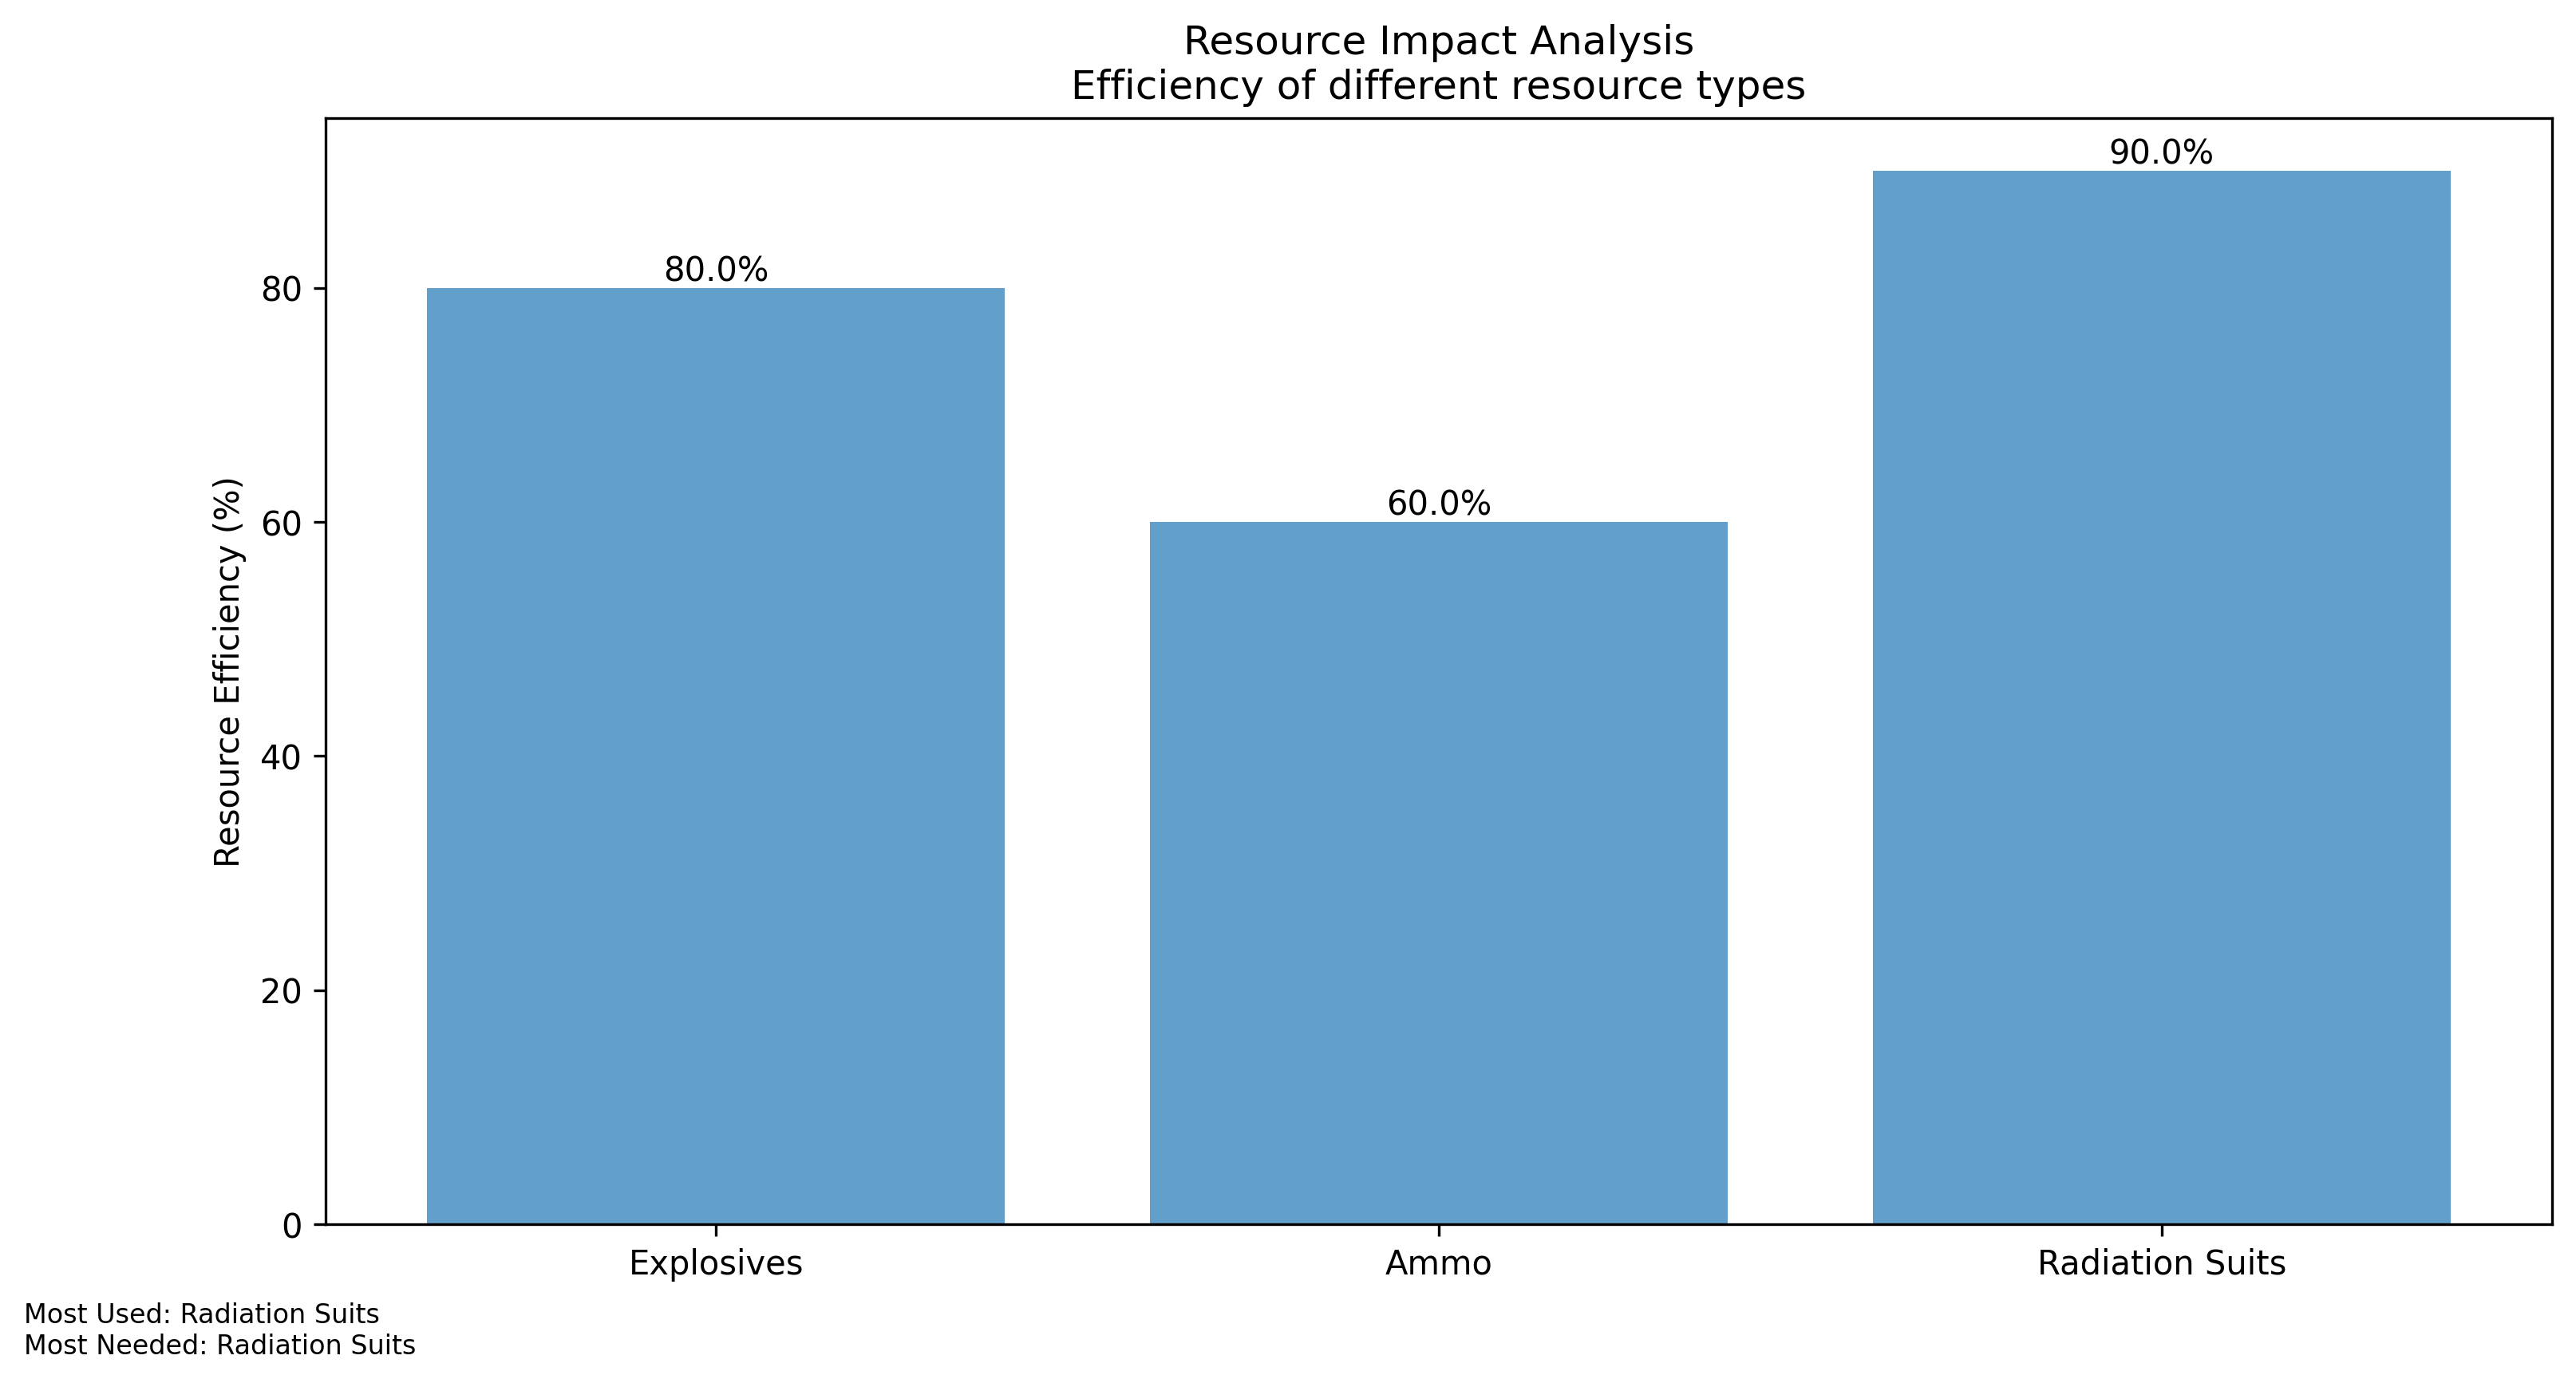 Resource Impact Analysis
Efficiency of different resource types
90.0%
80.0%
60.0%
80
60
40
20
0
Resource Efficiency (%)
Explosives
Ammo
Radiation Suits
Most Used: Radiation Suits
Most Needed: Radiation Suits